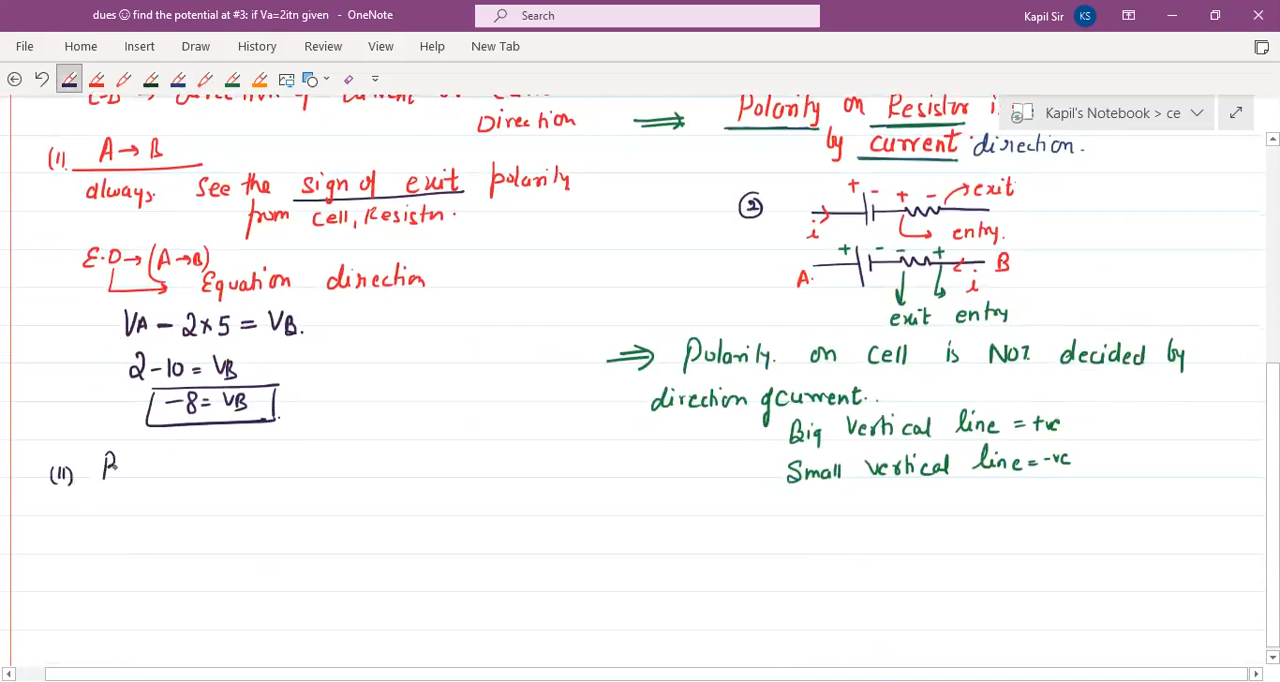 dues ☺ find the potential at #3: if Va=2itn given - OneNote
Search
Kapil Sir
KS
File Home Insert Draw History Review View Help New Tab
Kapil's Notebook > ce
Direction
(I). A → B
always. See the sign of exit polarity
from cell, Resistr.
E.D → (A → B)
Equation direction
VA - 2 × 5 = VB.
2 - 10 = VB
-8 = VB
(II)
⇒ Polarity on Resistor i
by current direction.
② + - + - → exit
i entry.
+ - - + B
A. i
exit entry
⇒ Polarity. on cell is NOT decided by
direction of current..
Big vertical line = +ve
Small vertical line = -ve